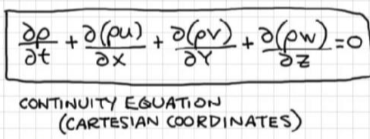 ∂ρ/∂t + ∂(ρu)/∂x + ∂(ρv)/∂Y + ∂(ρw)/∂z = 0
CONTINUITY EQUATION
(CARTESIAN COORDINATES)